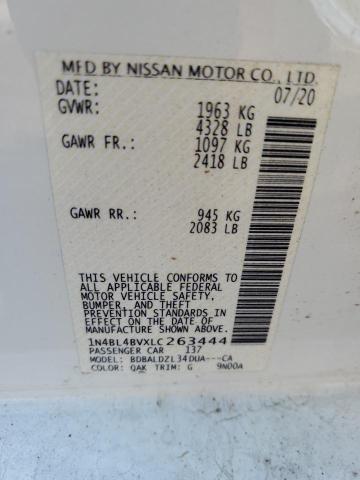 MFD BY NISSAN MOTOR CO., LTD.
DATE: 07/20
GVWR: 1963 KG
4328 LB
GAWR FR.: 1097 KG
2418 LB
GAWR RR.: 945 KG
2083 LB
THIS VEHICLE CONFORMS TO
ALL APPLICABLE FEDERAL
MOTOR VEHICLE SAFETY,
BUMPER, AND THEFT
PREVENTION STANDARDS IN
EFFECT ON THE DATE OF
MANUFACTURE SHOWN ABOVE.
1N4BL4BVXLC263444
PASSENGER CAR 137
MODEL: BDBALDZL34DUA---CA
COLOR: QAK TRIM: G 9N00A